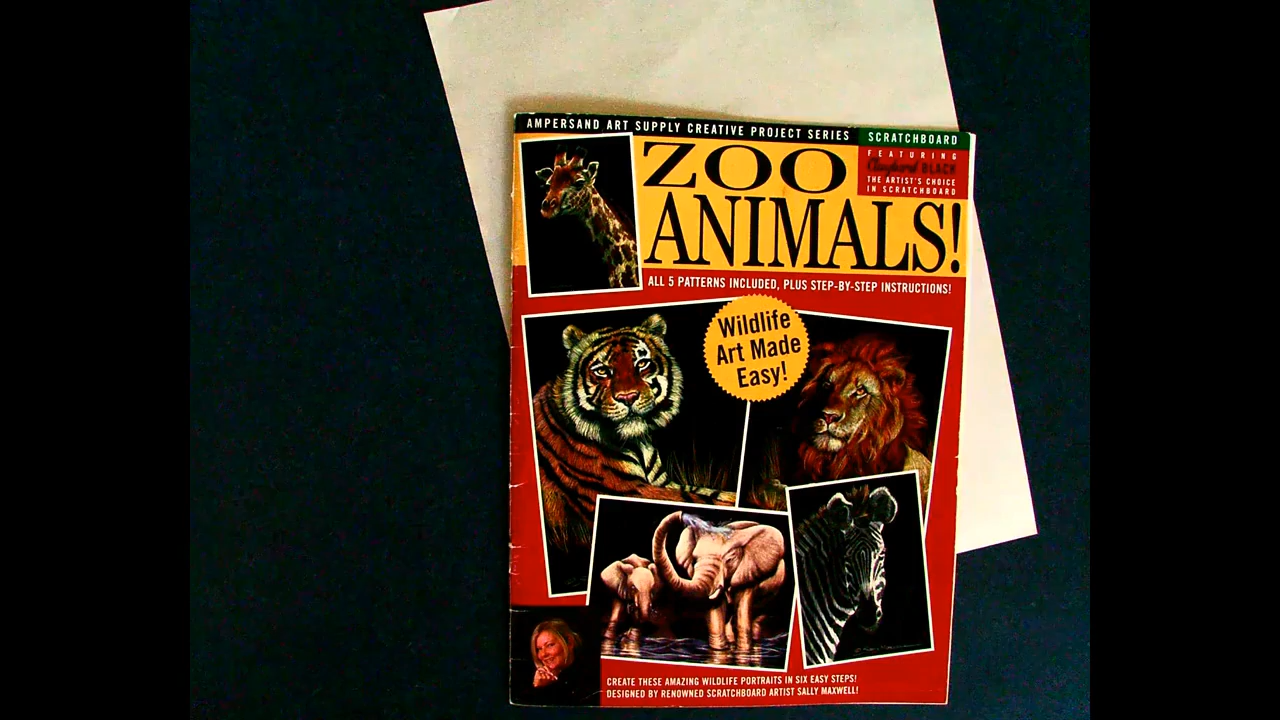 AMPERSAND ART SUPPLY CREATIVE PROJECT SERIES SCRATCHBOARD
FEATURING
BLACK
THE ARTIST'S CHOICE
IN SCRATCHBOARD
ZOO
ANIMALS!
ALL 5 PATTERNS INCLUDED, PLUS STEP-BY-STEP INSTRUCTIONS!
Wildlife
Art Made
Easy!
CREATE THESE AMAZING WILDLIFE PORTRAITS IN SIX EASY STEPS!
DESIGNED BY RENOWNED SCRATCHBOARD ARTIST SALLY MAXWELL!